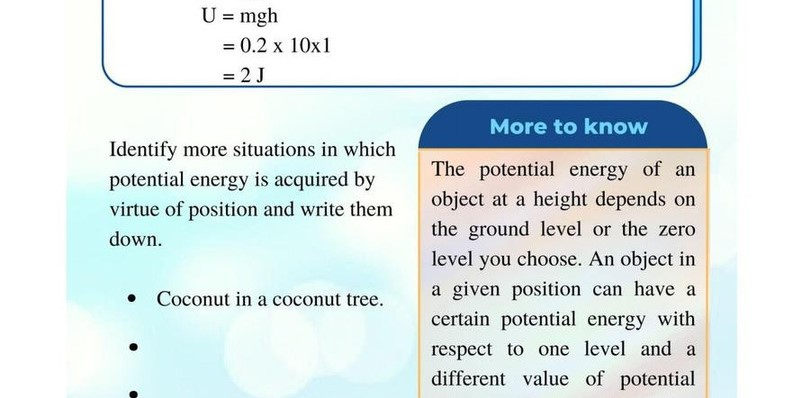 U = mgh
= 0.2 x 10x1
= 2 J
Identify more situations in which
potential energy is acquired by
virtue of position and write them
down.
• Coconut in a coconut tree.
•
•
More to know
The potential energy of an
object at a height depends on
the ground level or the zero
level you choose. An object in
a given position can have a
certain potential energy with
respect to one level and a
different value of potential